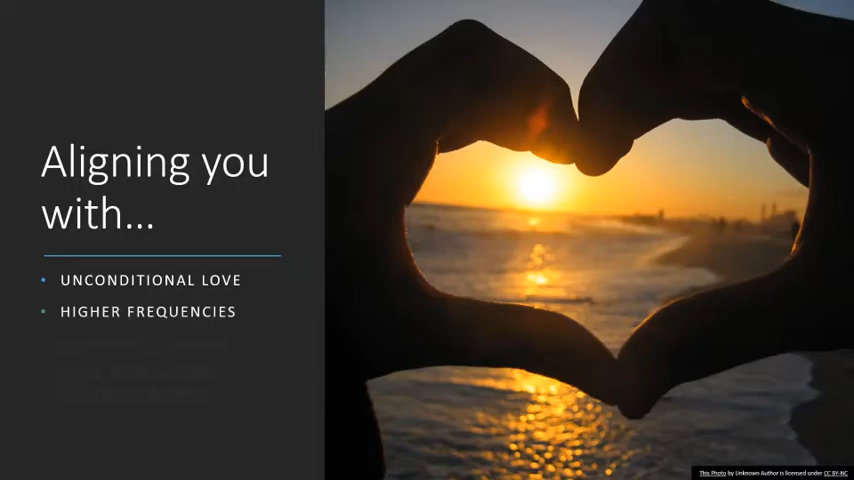 Aligning you
with...
• UNCONDITIONAL LOVE
• HIGHER FREQUENCIES
This Photo by Unknown Author is licensed under CC BY-NC